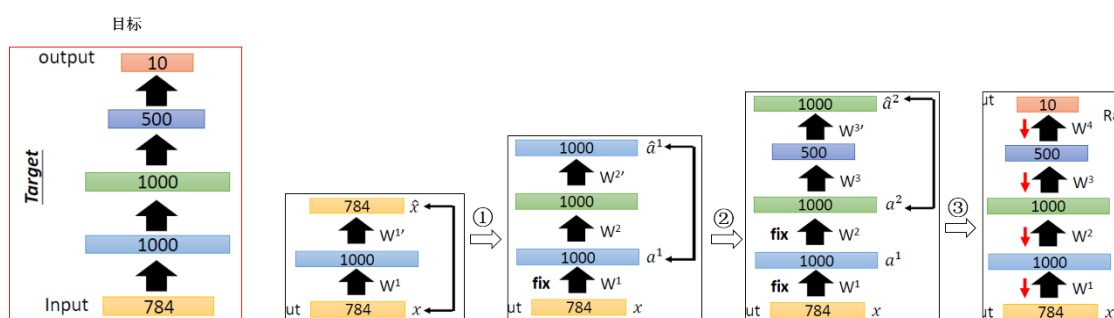 目标
output
10
500
Target
1000
1000
Input
784
784
x̂
W1'
1000
W1
ut
784
x
①
1000
â1
W2'
1000
W2
1000
a1
fix
W1
ut
784
x
②
1000
â2
W3'
500
W3
1000
a2
fix
W2
1000
a1
fix
W1
ut
784
x
③
ut
10
Ra
W4
500
W3
1000
W2
1000
W1
ut
784
x